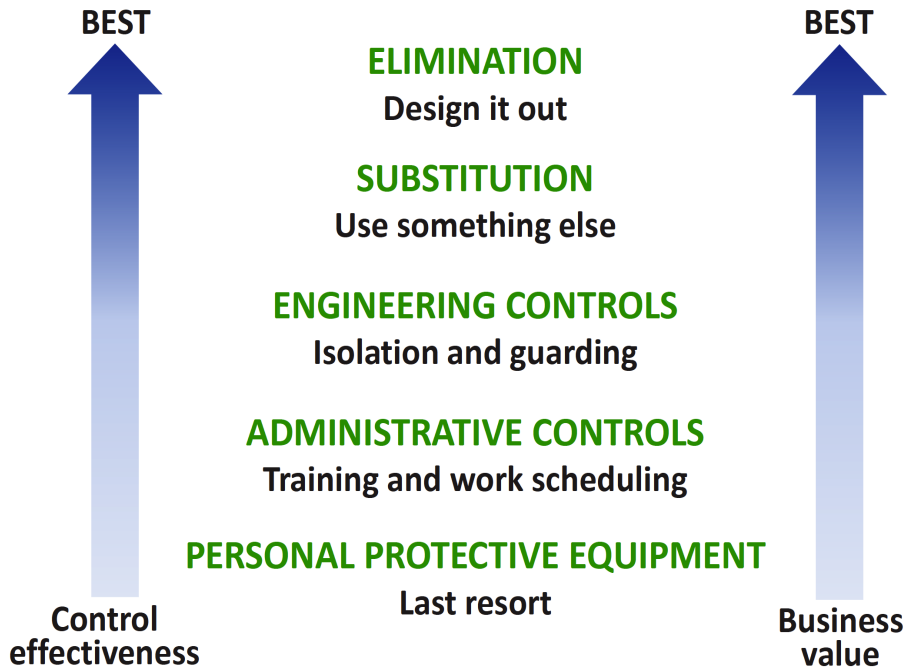 BEST
BEST
ELIMINATION
Design it out
SUBSTITUTION
Use something else
ENGINEERING CONTROLS
Isolation and guarding
ADMINISTRATIVE CONTROLS
Training and work scheduling
PERSONAL PROTECTIVE EQUIPMENT
Last resort
Control
effectiveness
Business
value